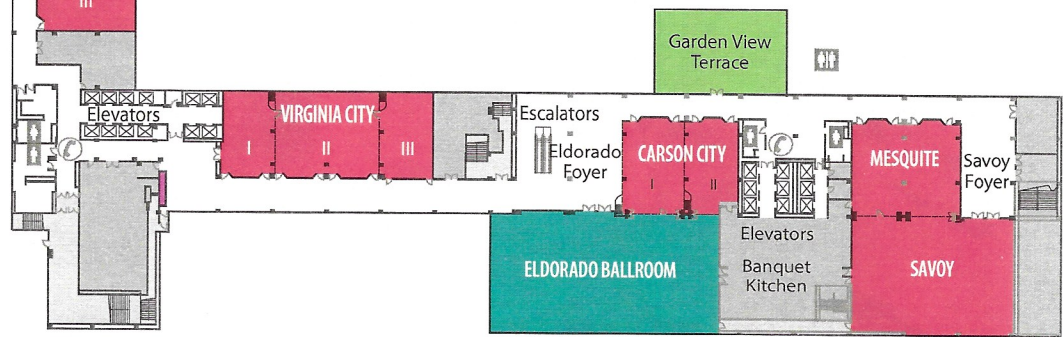 III
Garden View
Terrace
Elevators
VIRGINIA CITY
I
II
III
Escalators
Eldorado
Foyer
CARSON CITY
I
II
MESQUITE
Savoy
Foyer
ELDORADO BALLROOM
Elevators
Banquet
Kitchen
SAVOY